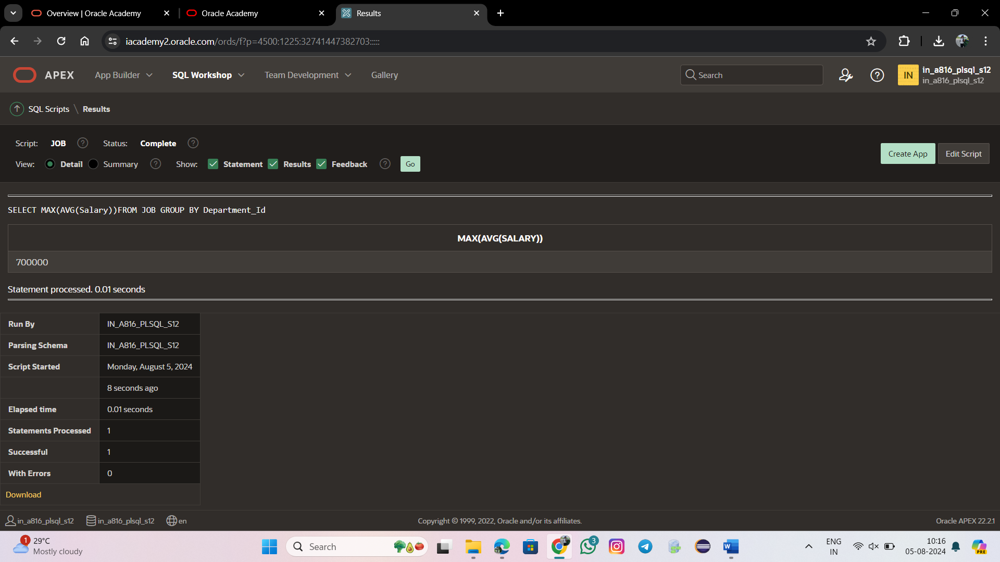 Overview | Oracle Academy
Oracle Academy
Results
iacademy2.oracle.com/ords/f?p=4500:1225:32741447382703:::::
APEX
App Builder
SQL Workshop
Team Development
Gallery
Search
IN
in_a816_plsql_s12
in_a816_plsql_s12
SQL Scripts \ Results
Script: JOB ? Status: Complete ?
View: Detail Summary ? Show: Statement Results Feedback ? Go
Create App
Edit Script
SELECT MAX(AVG(Salary))FROM JOB GROUP BY Department_Id
MAX(AVG(SALARY))
700000
Statement processed. 0.01 seconds
Run By IN_A816_PLSQL_S12
Parsing Schema IN_A816_PLSQL_S12
Script Started Monday, August 5, 2024
8 seconds ago
Elapsed time 0.01 seconds
Statements Processed 1
Successful 1
With Errors 0
Download
in_a816_plsql_s12 in_a816_plsql_s12 en
Copyright © 1999, 2022, Oracle and/or its affiliates.
Oracle APEX 22.2.1
1
29°C
Mostly cloudy
Search
3
W
ENG
IN
10:16
05-08-2024
PRE